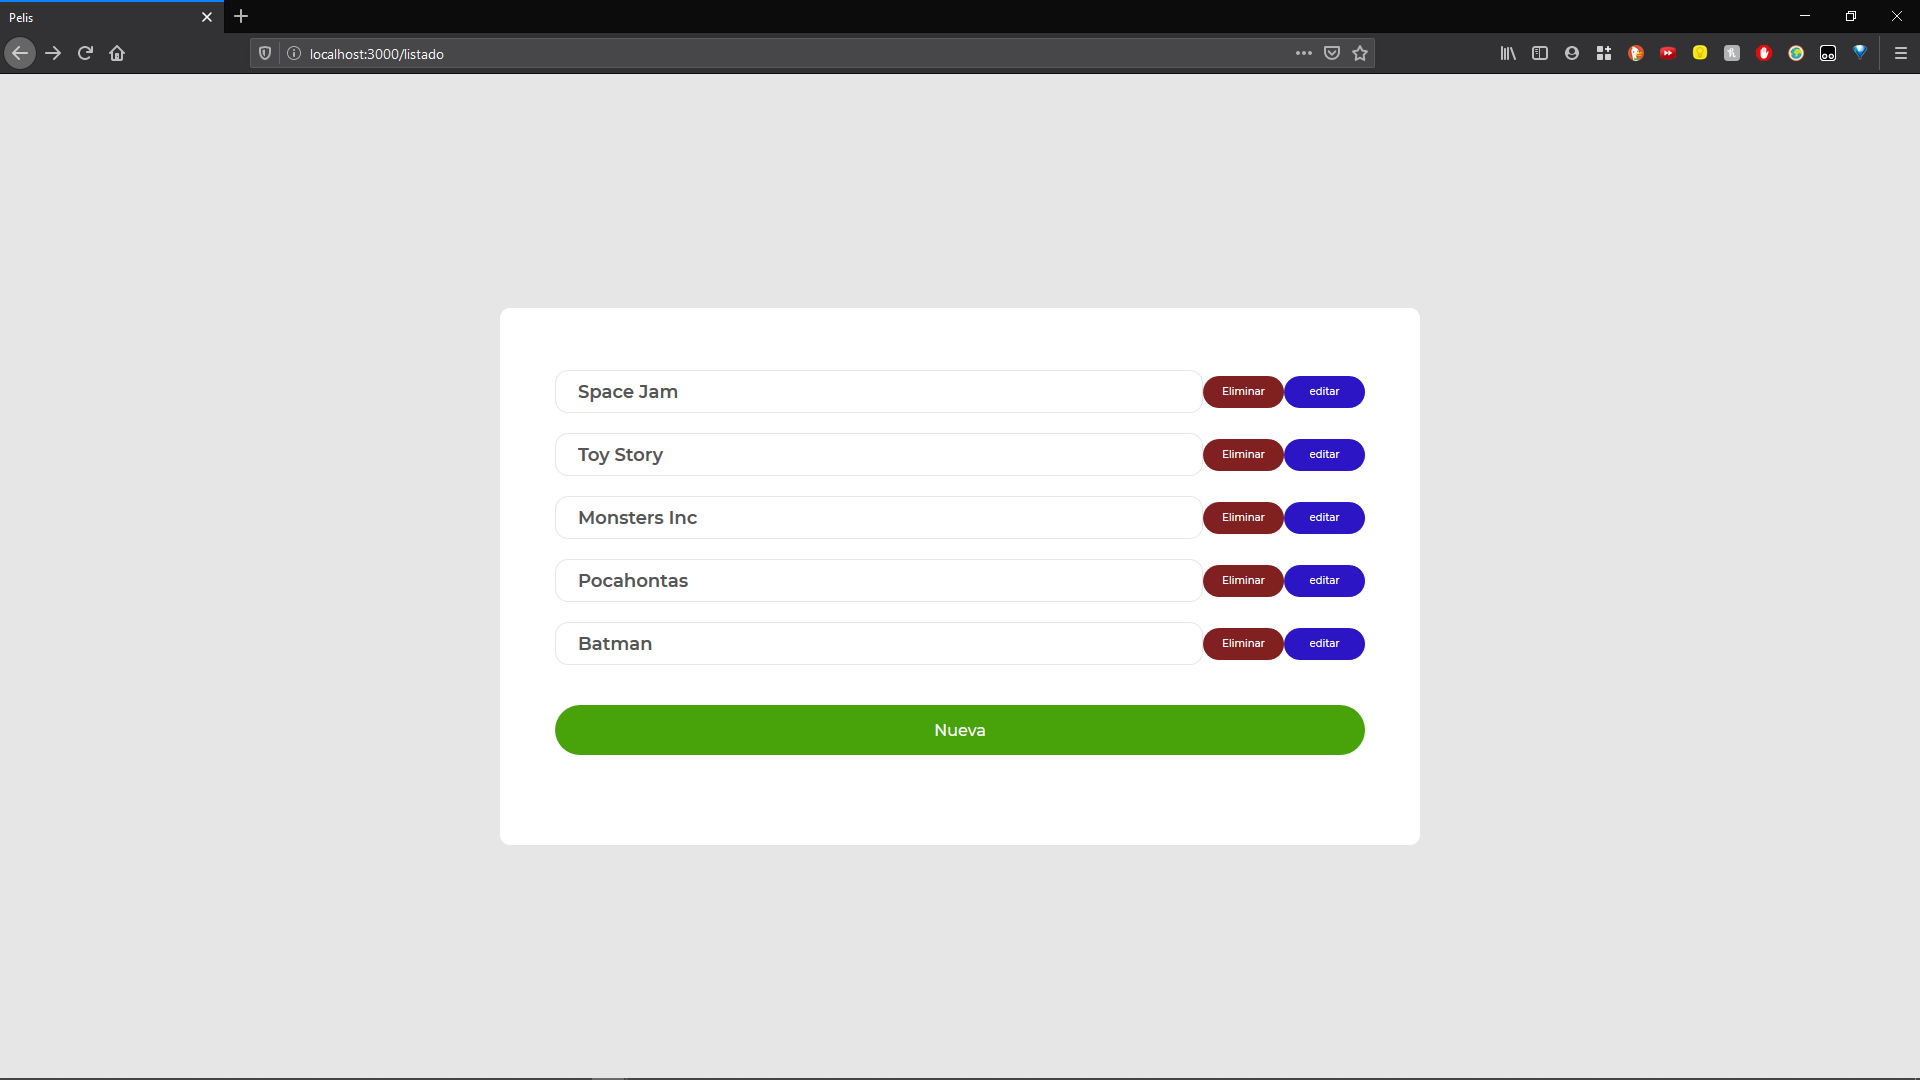 Pelis
localhost:3000/listado
Space Jam Eliminar editar
Toy Story Eliminar editar
Monsters Inc Eliminar editar
Pocahontas Eliminar editar
Batman Eliminar editar
Nueva